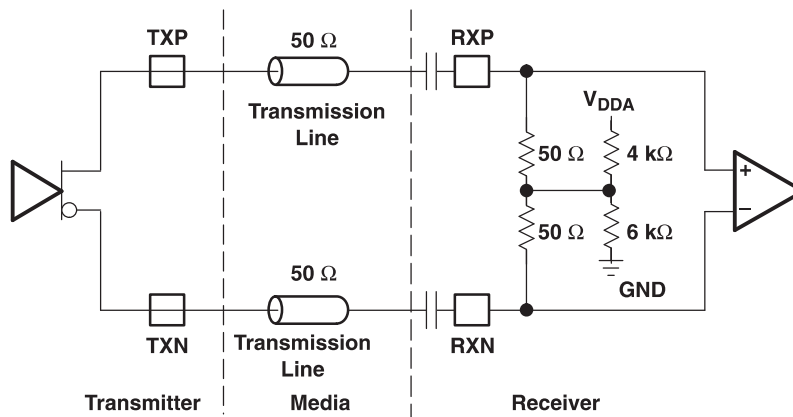 TXP
50 Ω
RXP
Transmission
Line
VDDA
50 Ω
4 kΩ
+
50 Ω
6 kΩ
−
GND
50 Ω
TXN
Transmission
Line
RXN
Transmitter
Media
Receiver